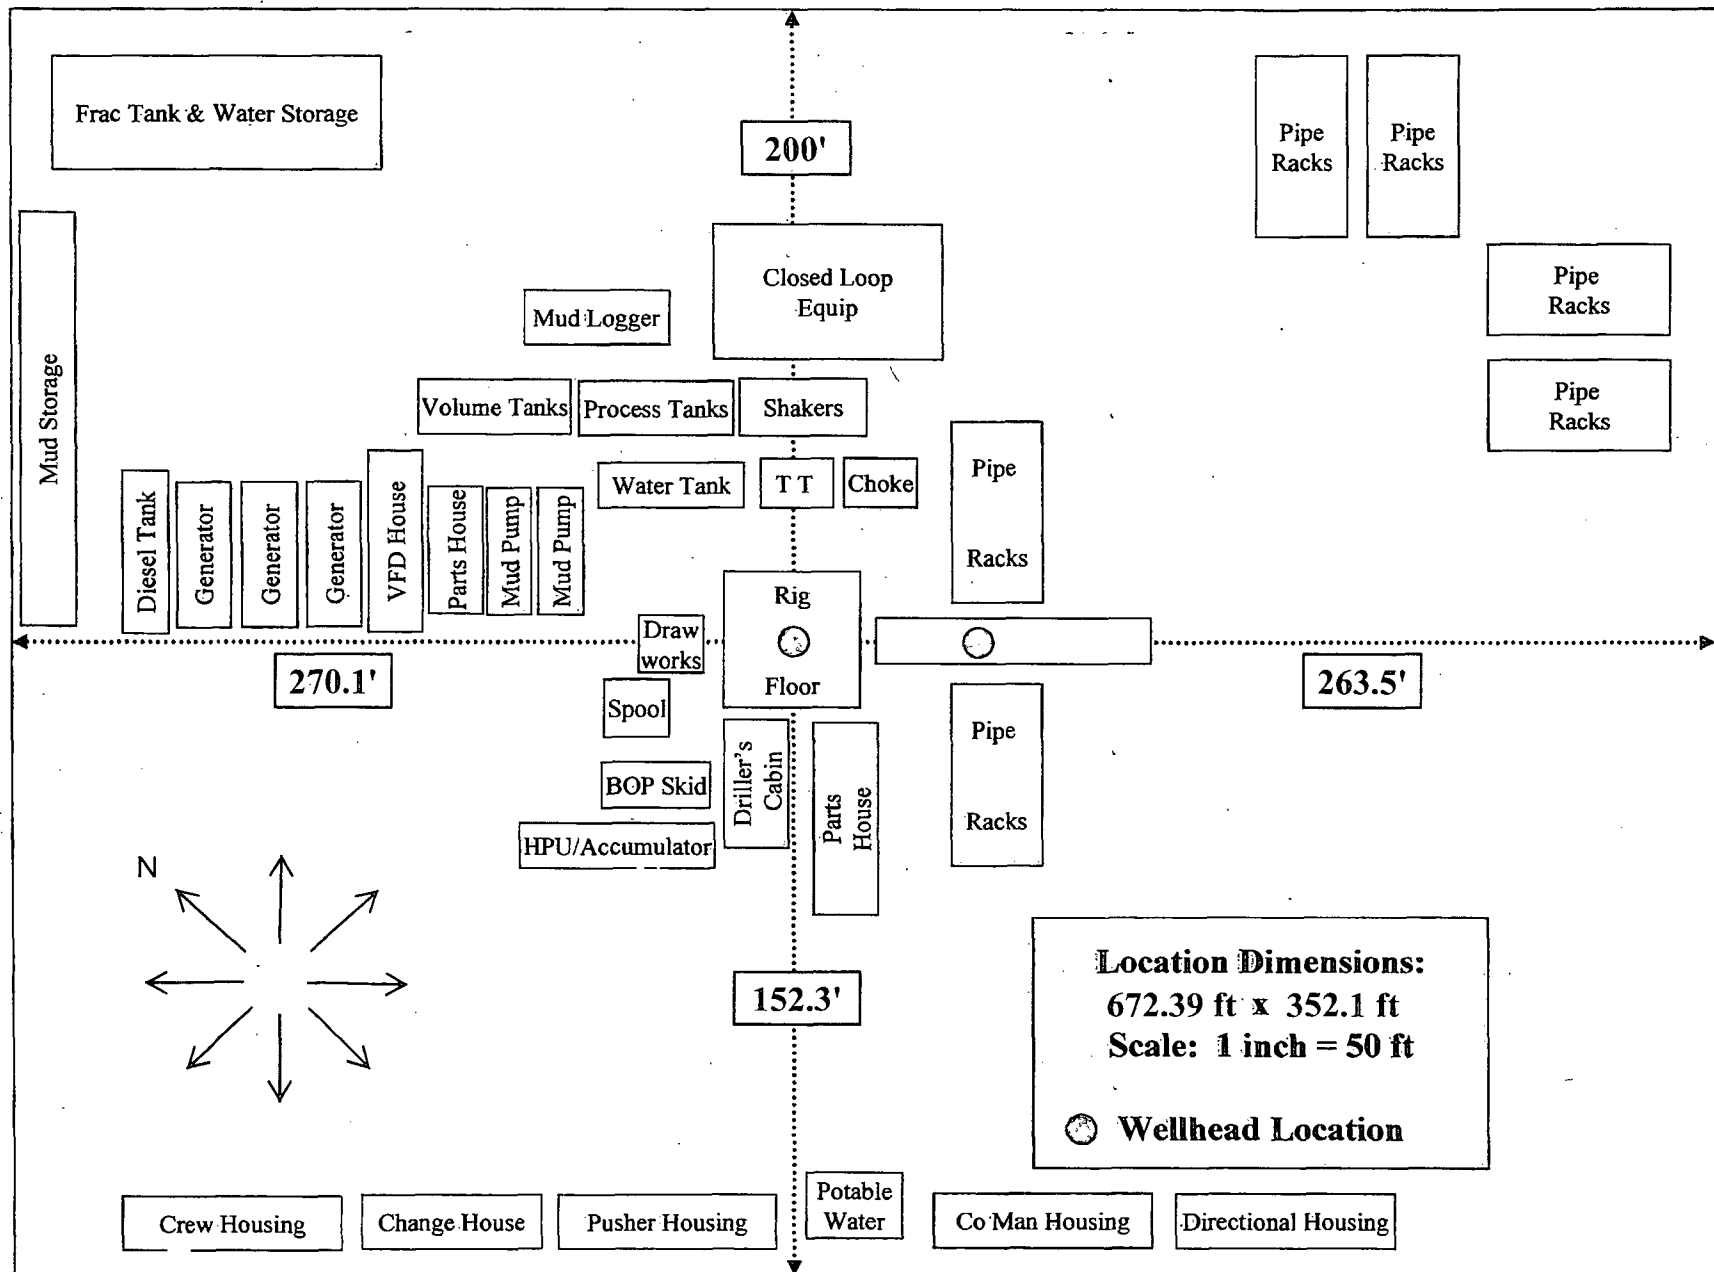 Frac Tank & Water Storage
200'
Pipe
Racks
Pipe
Racks
Closed Loop
Equip
Pipe
Racks
Mud Logger
Mud Storage
Volume Tanks
Process Tanks
Shakers
Pipe
Racks
Diesel Tank
Generator
Generator
Generator
VFD House
Parts House
Mud Pump
Mud Pump
Water Tank
T T
Choke
Pipe
Racks
Rig
Floor
Draw
works
270.1'
263.5'
Spool
Driller's
Cabin
Parts
House
Pipe
Racks
BOP Skid
HPU/Accumulator
N
152.3'
Location Dimensions:
672.39 ft x 352.1 ft
Scale: 1 inch = 50 ft
Wellhead Location
Crew Housing
Change House
Pusher Housing
Potable
Water
Co Man Housing
Directional Housing